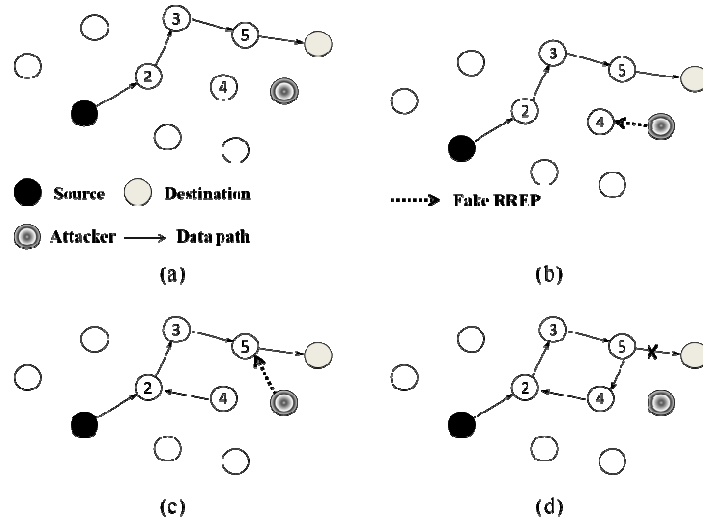 3
5
2
4
Source
Destination
Attacker
Data path
(a)
3
5
2
4
Fake RREP
(b)
3
5
2
4
(c)
3
5
2
4
(d)